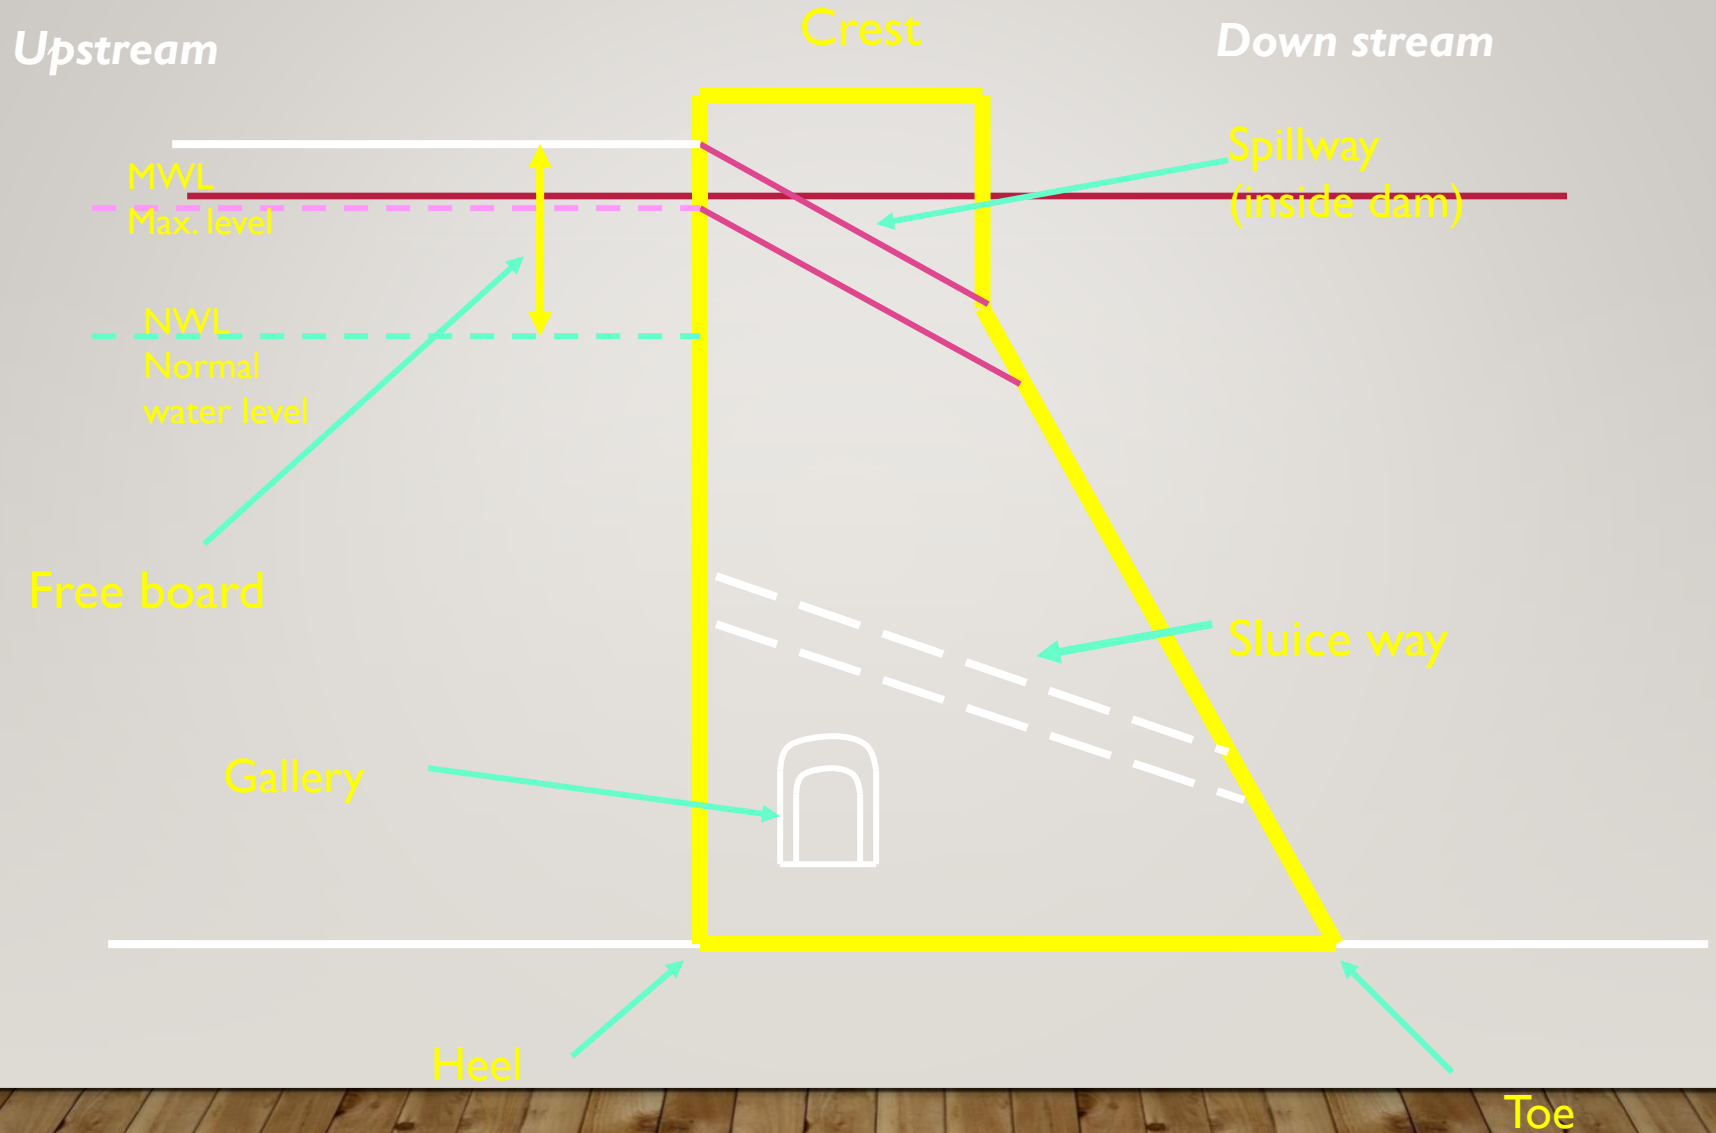 Crest
Upstream
Down stream
Spillway
(inside dam)
MWL
Max. level
NWL
Normal
water level
Free board
Sluice way
Gallery
Heel
Toe